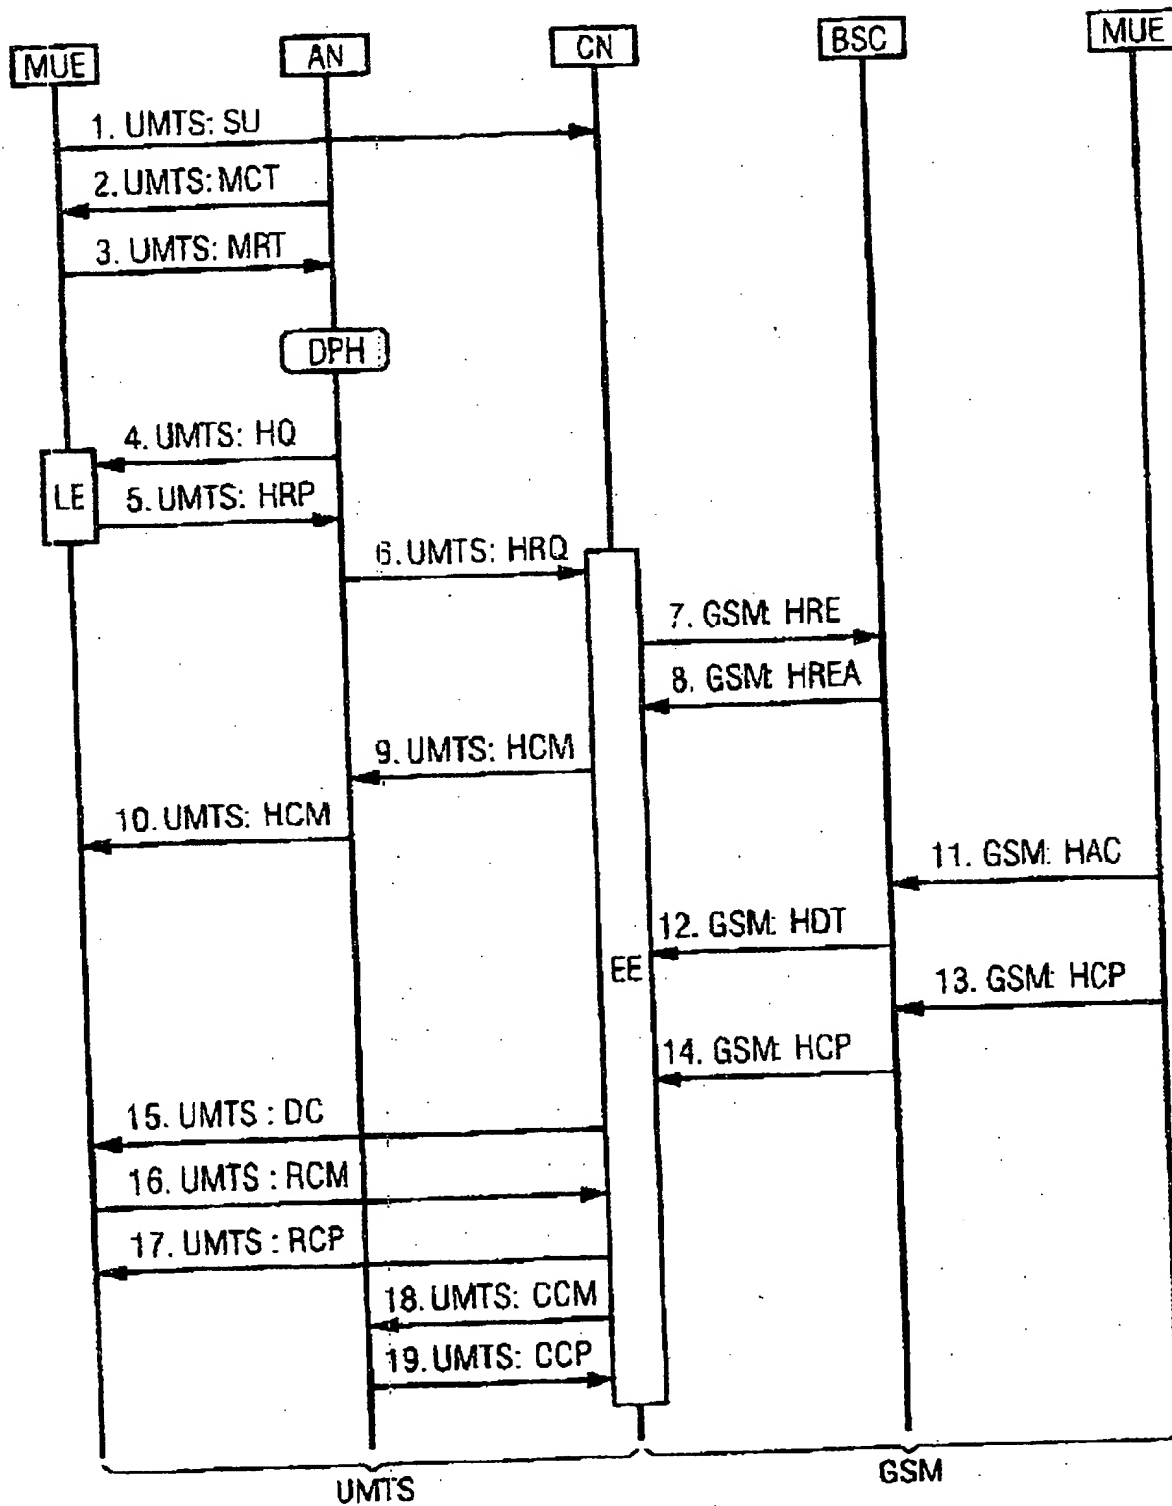 MUE AN CN BSC MUE
1. UMTS: SU
2. UMTS: MCT
3. UMTS: MRT
DPH
4. UMTS: HQ
LE
5. UMTS: HRP
6. UMTS: HRQ
7. GSM: HRE
8. GSM: HREA
9. UMTS: HCM
10. UMTS: HCM
11. GSM: HAC
12. GSM: HDT
EE
13. GSM: HCP
14. GSM: HCP
15. UMTS : DC
16. UMTS : RCM
17. UMTS : RCP
18. UMTS: CCM
19. UMTS: CCP
UMTS
GSM